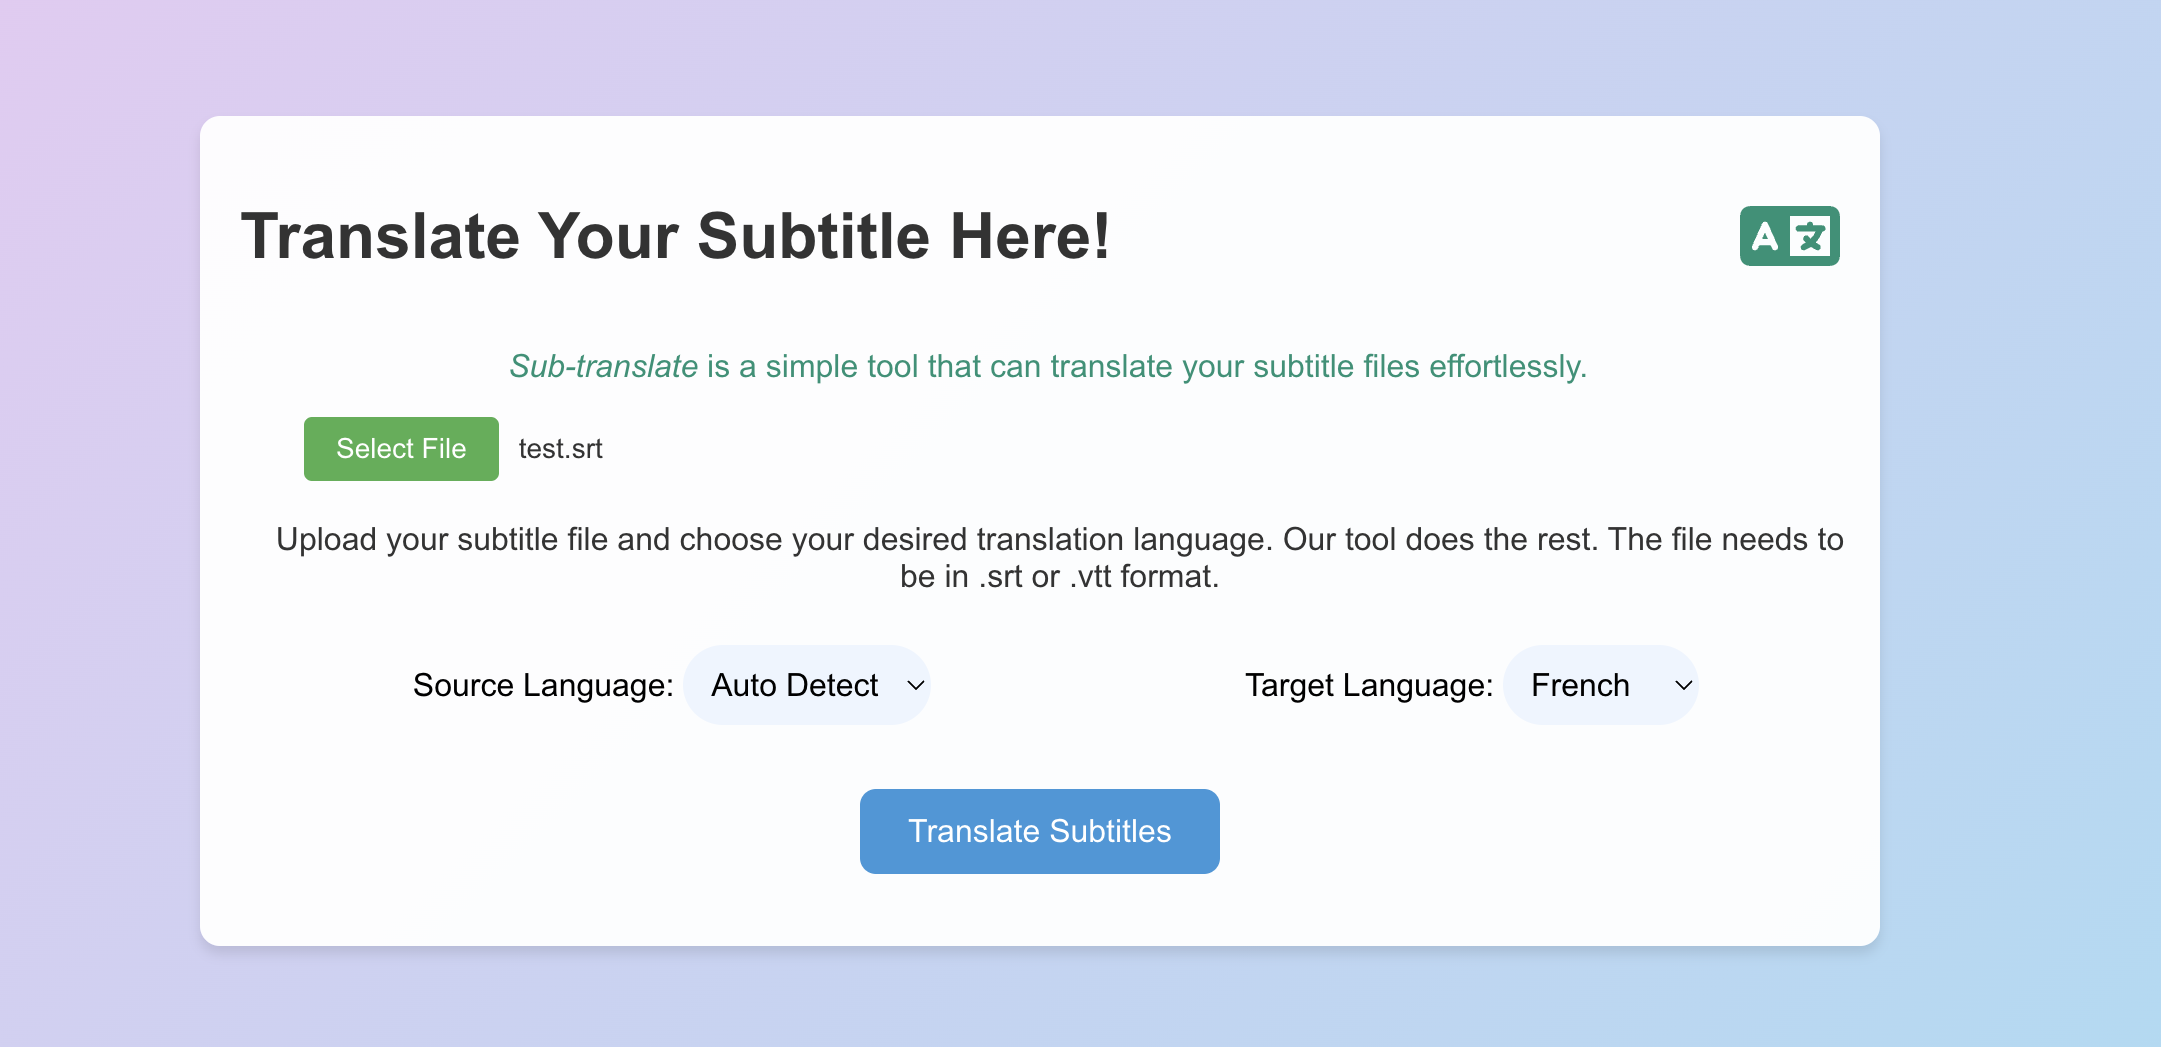 Translate Your Subtitle Here!
A 文
Sub-translate is a simple tool that can translate your subtitle files effortlessly.
Select File
test.srt
Upload your subtitle file and choose your desired translation language. Our tool does the rest. The file needs to
be in .srt or .vtt format.
Source Language: Auto Detect
Target Language: French
Translate Subtitles